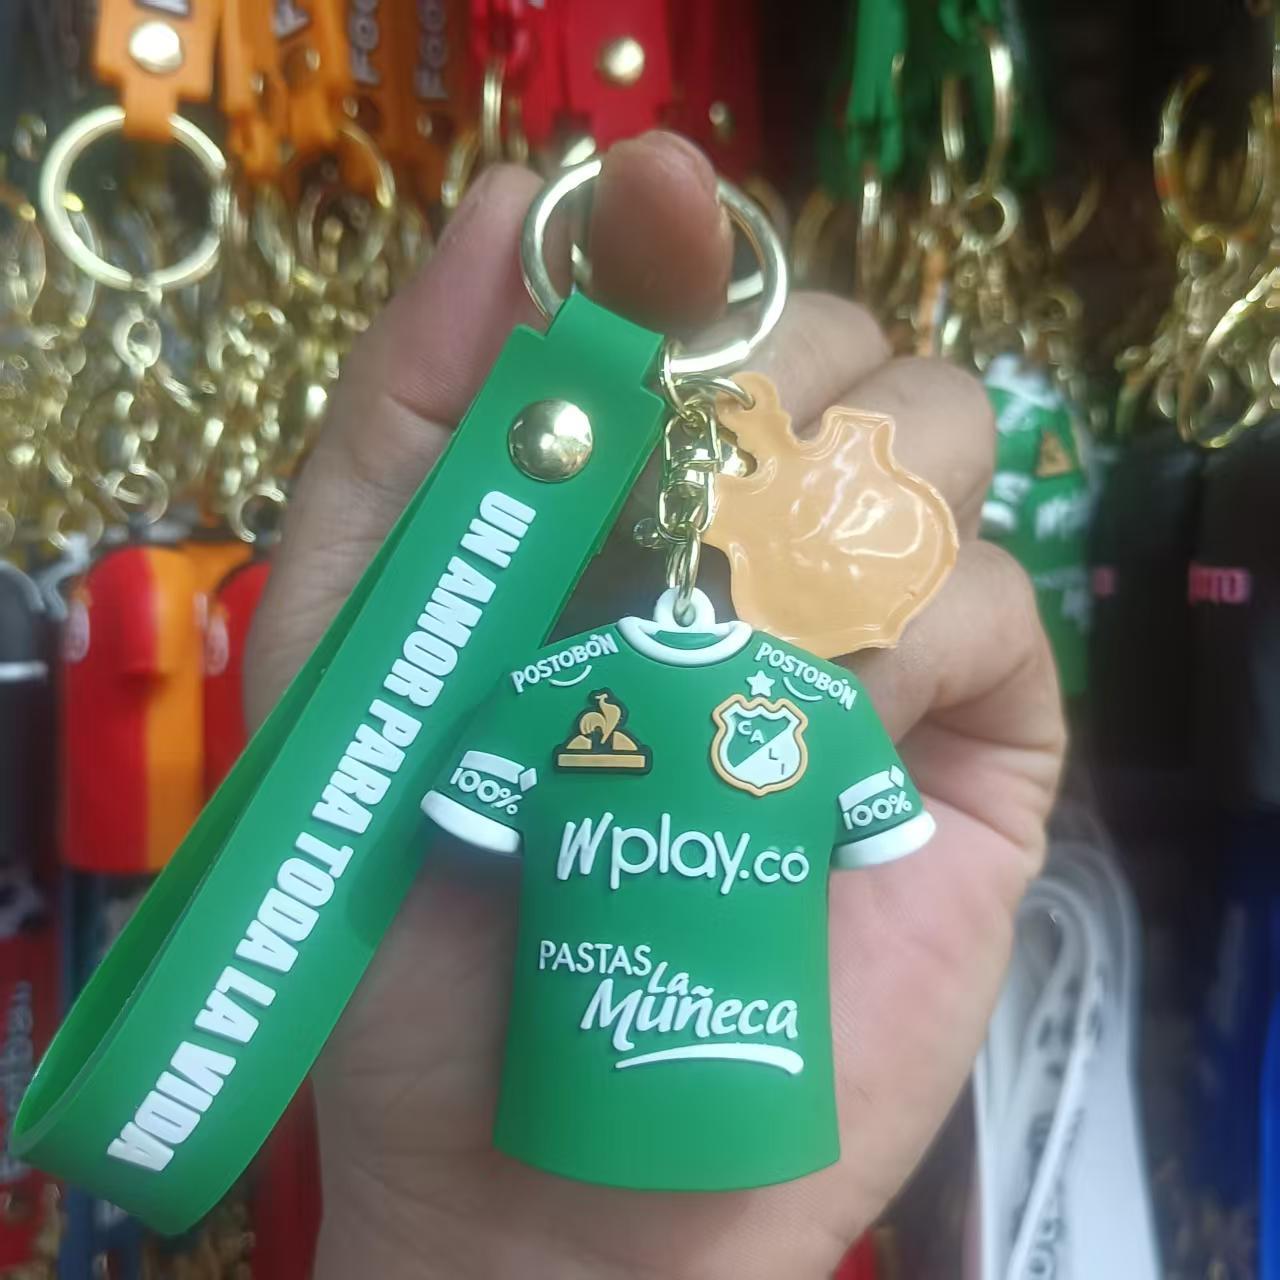 UN AMOR PARA TODA LA VIDA
POSTOBÓN
POSTOBÓN
CALI
100%
100%
Wplay.co
PASTAS
La
Muñeca